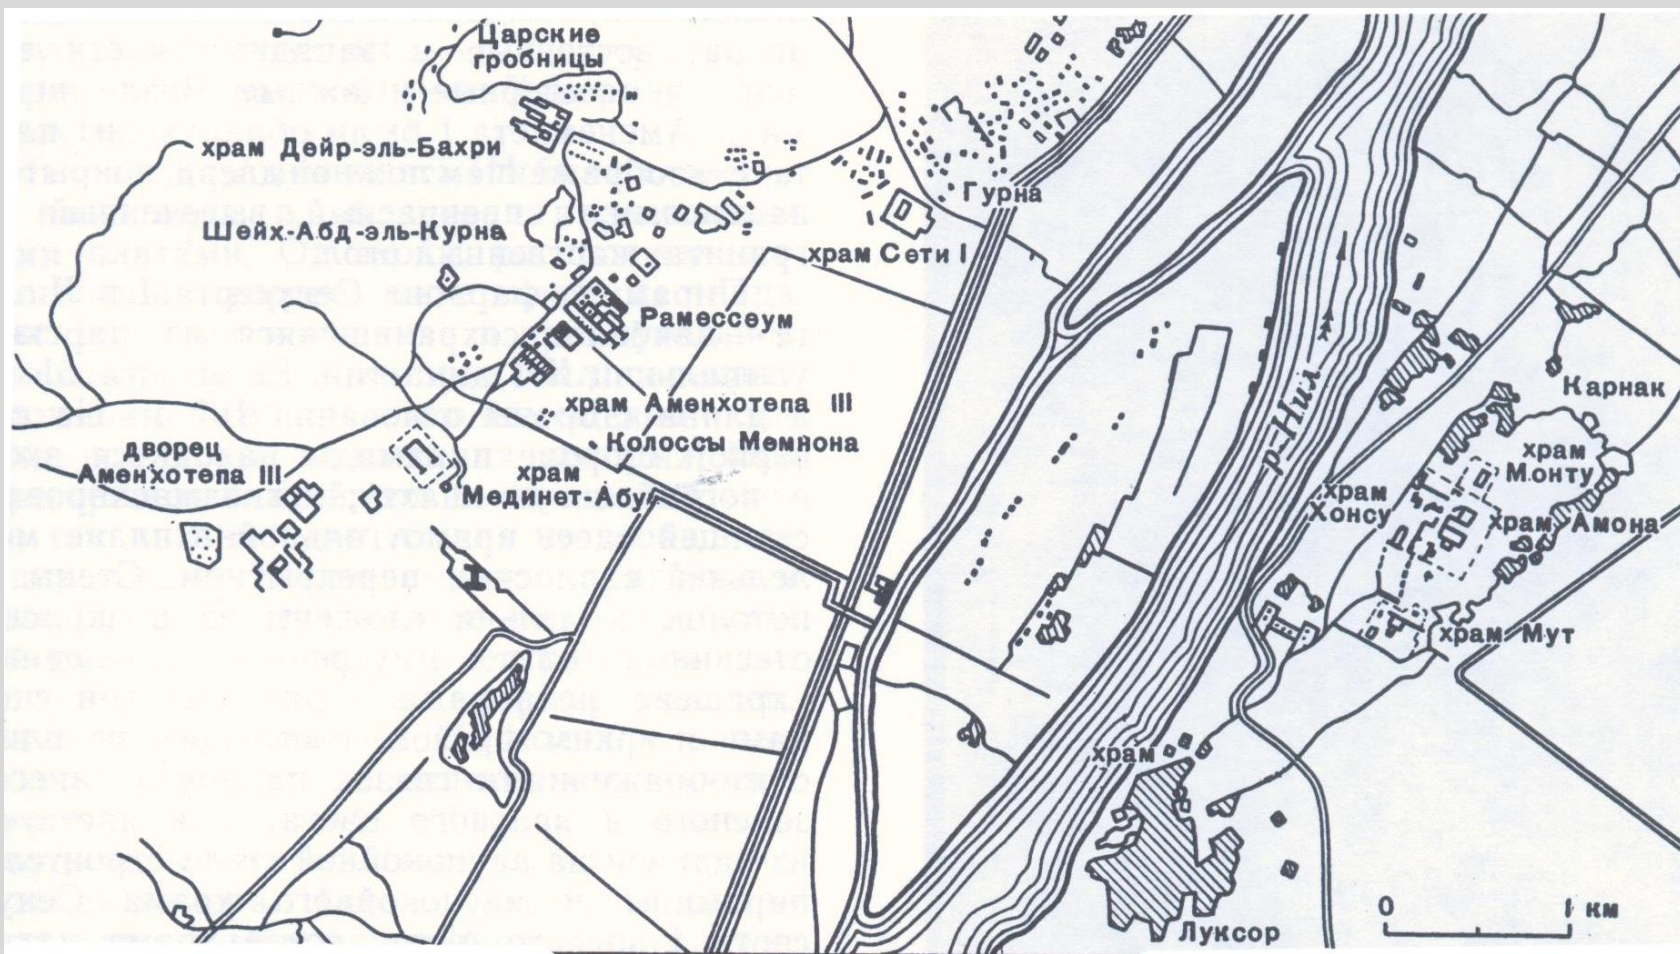 Царские
гробницы
храм Дейр-эль-Бахри
Шейх-Абд-эль-Курна
Гурна
храм Сети I
Рамессеум
храм Аменхотепа III
Колоссы Мемнона
дворец
Аменхотепа III
храм
Мединет-Абу
р. Нил
Карнак
храм
Монту
храм
Хонсу
храм Амона
храм Мут
храм
Луксор
0 1 км